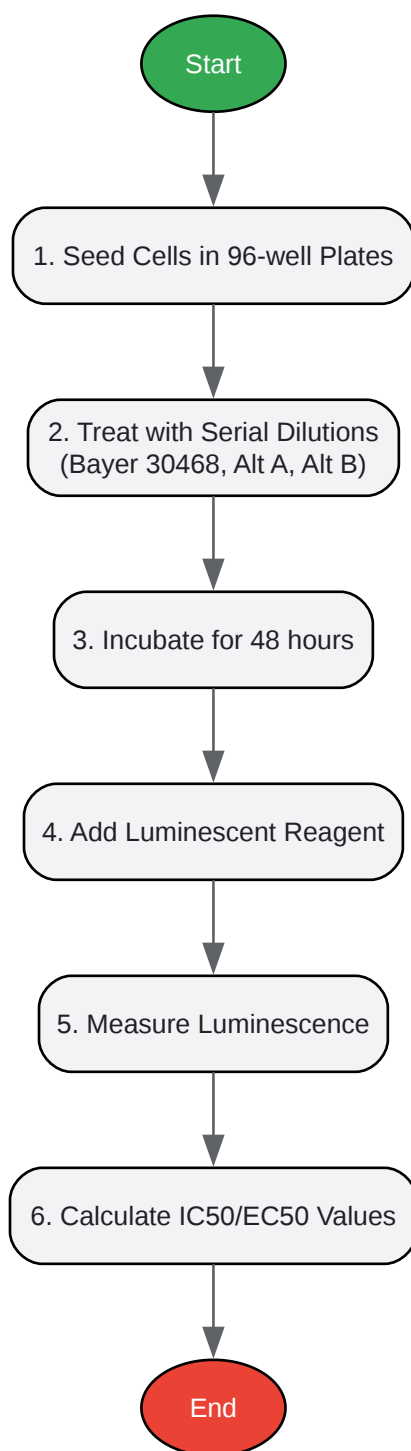 Start
1. Seed Cells in 96-well Plates
2. Treat with Serial Dilutions
(Bayer 30468, Alt A, Alt B)
3. Incubate for 48 hours
4. Add Luminescent Reagent
5. Measure Luminescence
6. Calculate IC50/EC50 Values
End